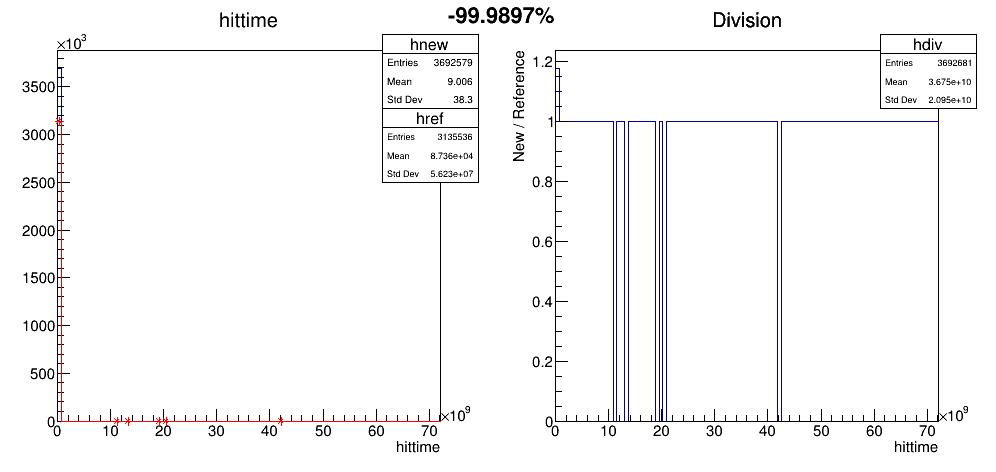 -99.9897%
hittime
×10³
hnew
Entries 3692579
Mean 9.006
Std Dev 38.3
href
Entries 3135536
Mean 8.736e+04
Std Dev 5.623e+07
3500
3000
2500
2000
1500
1000
500
0
0 10 20 30 40 50 60 70 ×10⁹
hittime
Division
hdiv
Entries 3692681
Mean 3.675e+10
Std Dev 2.095e+10
New / Reference
1.2
1
0.8
0.6
0.4
0.2
0
0 10 20 30 40 50 60 70 ×10⁹
hittime